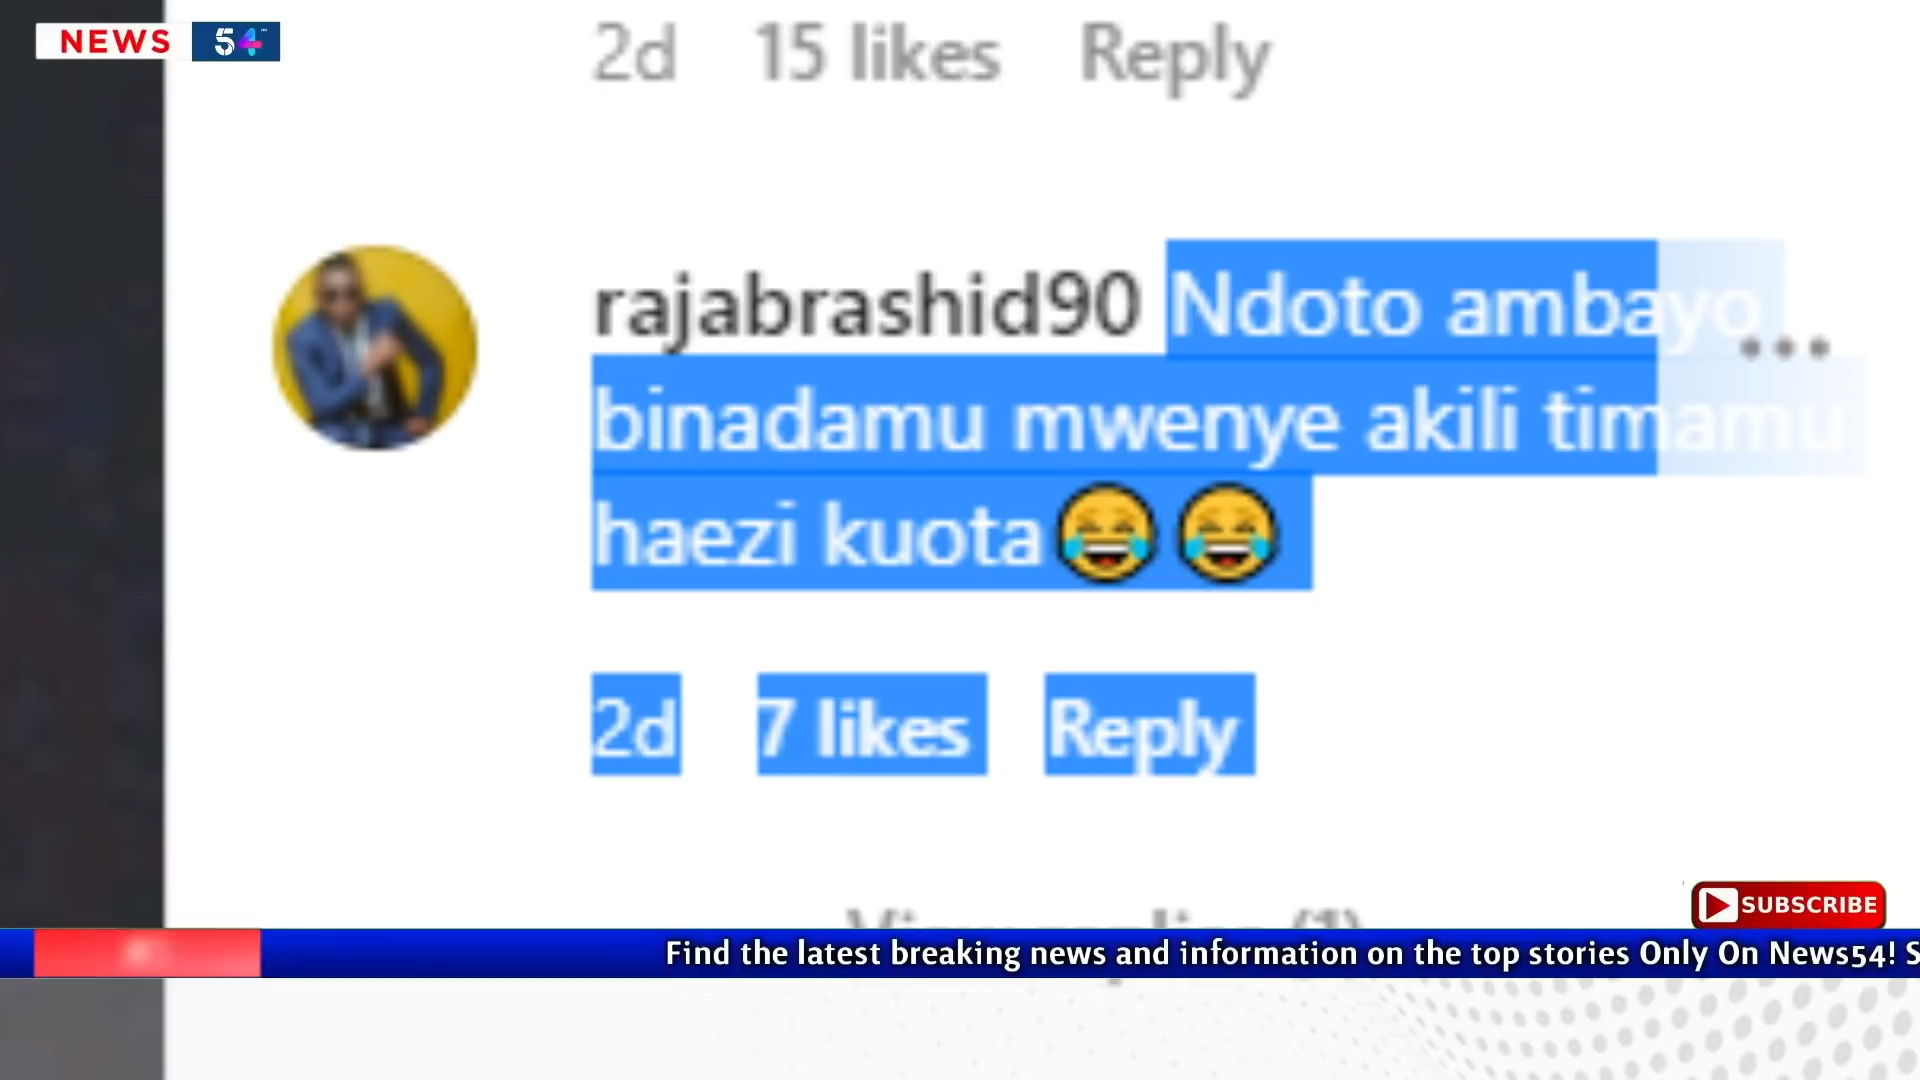 NEWS 54
2d 15 likes Reply
rajabrashid90 Ndoto ambayo
binadamu mwenye akili timamu
haezi kuota😂😂
2d 7 likes Reply
SUBSCRIBE
Find the latest breaking news and information on the top stories Only On News54! S